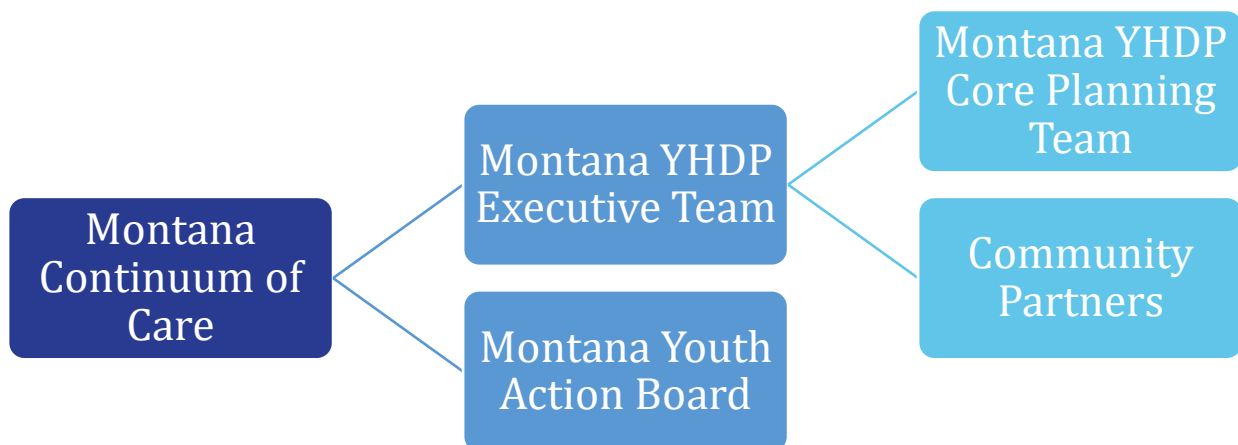 Montana
Continuum of
Care
Montana YHDP
Executive Team
Montana Youth
Action Board
Montana YHDP
Core Planning
Team
Community
Partners